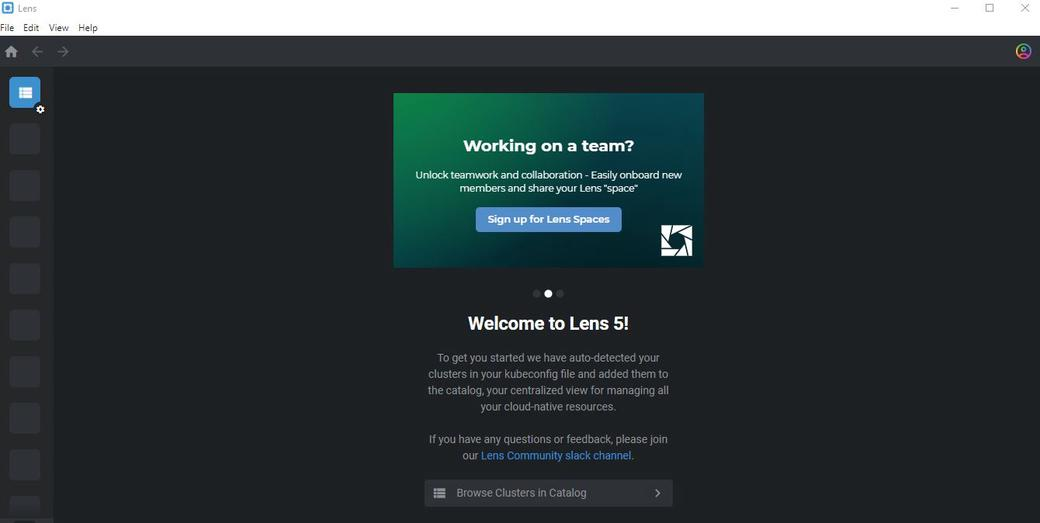 Lens
File Edit View Help
Working on a team?
Unlock teamwork and collaboration - Easily onboard new
members and share your Lens "space"
Sign up for Lens Spaces
Welcome to Lens 5!
To get you started we have auto-detected your
clusters in your kubeconfig file and added them to
the catalog, your centralized view for managing all
your cloud-native resources.
If you have any questions or feedback, please join
our Lens Community slack channel.
Browse Clusters in Catalog